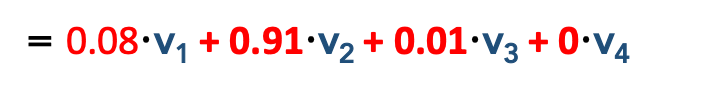 = 0.08·v₁ + 0.91·v₂ + 0.01·v₃ + 0·v₄